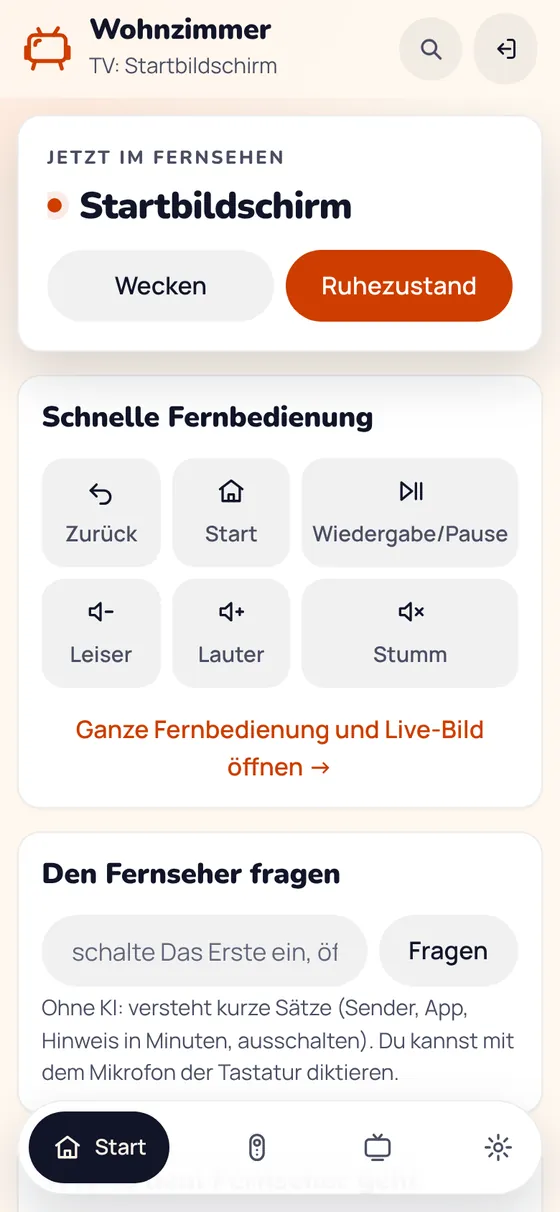 Wohnzimmer
TV: Startbildschirm
JETZT IM FERNSEHEN
Startbildschirm
Wecken
Ruhezustand
Schnelle Fernbedienung
Zurück
Start
Wiedergabe/Pause
Leiser
Lauter
Stumm
Ganze Fernbedienung und Live-Bild
öffnen →
Den Fernseher fragen
schalte Das Erste ein, öf
Fragen
Ohne KI: versteht kurze Sätze (Sender, App,
Hinweis in Minuten, ausschalten). Du kannst mit
dem Mikrofon der Tastatur diktieren.
Start